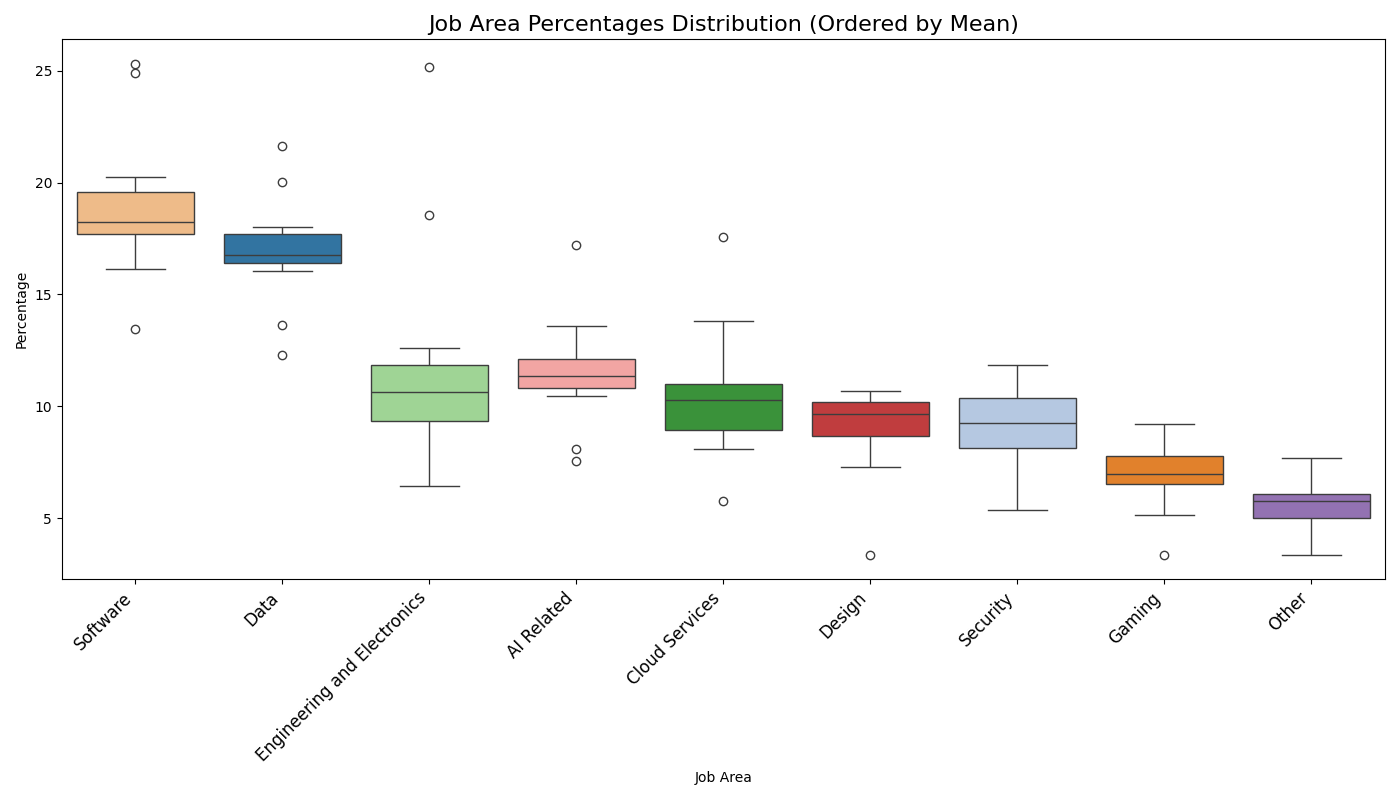 Job Area Percentages Distribution (Ordered by Mean)
Percentage
25
20
15
10
5
Software
Data
Engineering and Electronics
AI Related
Cloud Services
Design
Security
Gaming
Other
Job Area